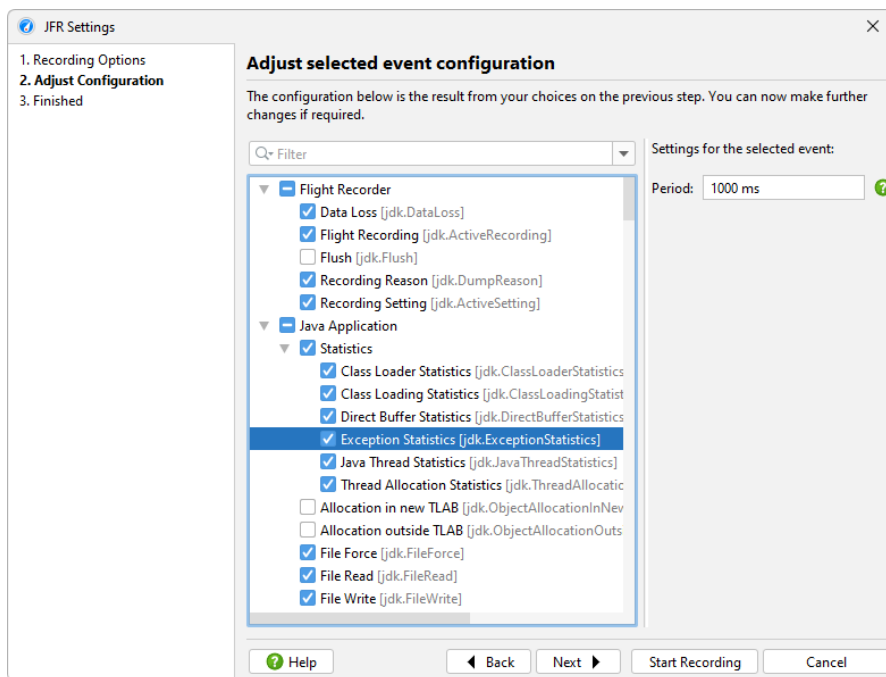 JFR Settings
1. Recording Options
2. Adjust Configuration
3. Finished
Adjust selected event configuration
The configuration below is the result from your choices on the previous step. You can now make further
changes if required.
Filter
Flight Recorder
Data Loss [jdk.DataLoss]
Flight Recording [jdk.ActiveRecording]
Flush [jdk.Flush]
Recording Reason [jdk.DumpReason]
Recording Setting [jdk.ActiveSetting]
Java Application
Statistics
Class Loader Statistics [jdk.ClassLoaderStatistics
Class Loading Statistics [jdk.ClassLoadingStatist
Direct Buffer Statistics [jdk.DirectBufferStatistics
Exception Statistics [jdk.ExceptionStatistics]
Java Thread Statistics [jdk.JavaThreadStatistics]
Thread Allocation Statistics [jdk.ThreadAllocatic
Allocation in new TLAB [jdk.ObjectAllocationInNew
Allocation outside TLAB [jdk.ObjectAllocationOuts
File Force [jdk.FileForce]
File Read [jdk.FileRead]
File Write [jdk.FileWrite]
Settings for the selected event:
Period: 1000 ms
Help Back Next Start Recording Cancel